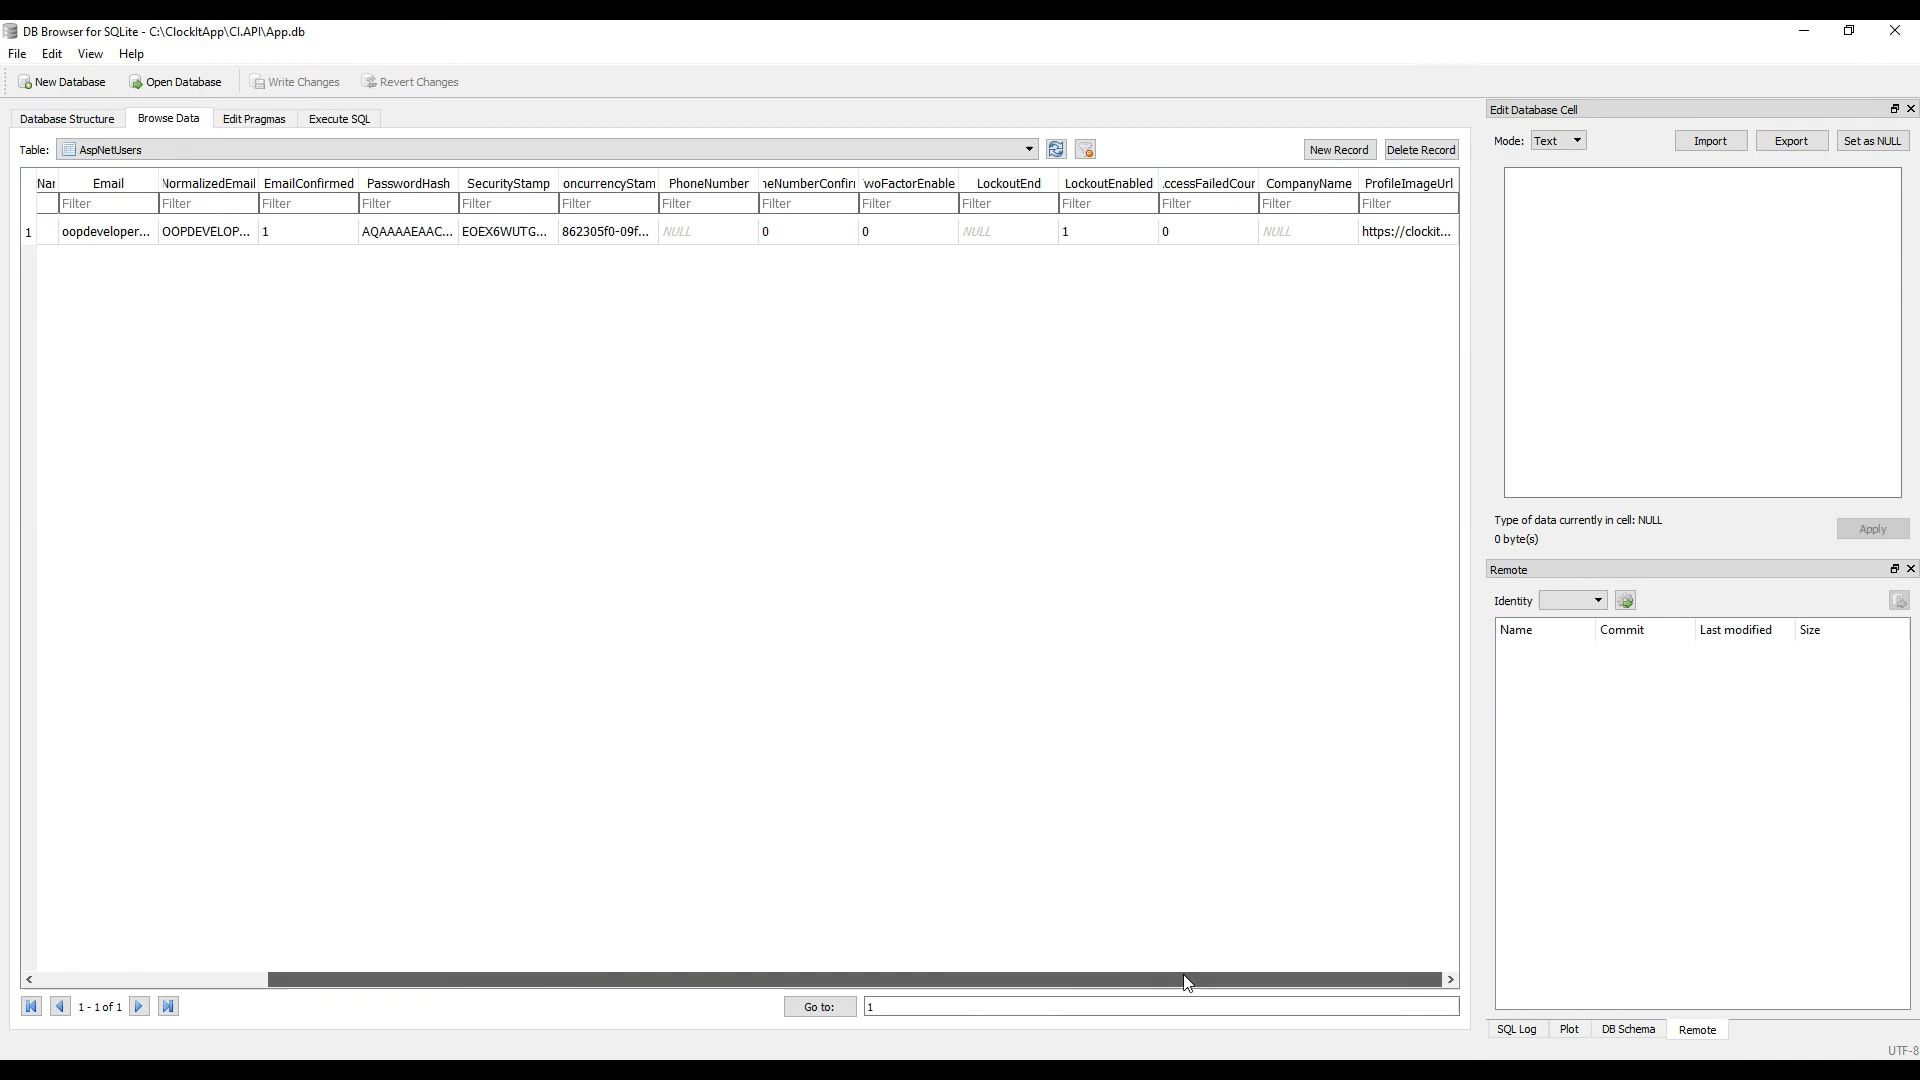 DB Browser for SQLite - C:\ClockItApp\CI.API\App.db
File Edit View Help
New Database Open Database Write Changes Revert Changes
Database Structure Browse Data Edit Pragmas Execute SQL
Table: AspNetUsers New Record Delete Record
Nar Email NormalizedEmail EmailConfirmed PasswordHash SecurityStamp oncurrencyStam PhoneNumber neNumberConfirı woFactorEnable LockoutEnd LockoutEnabled ccessFailedCour CompanyName ProfileImageUrl
Filter Filter Filter Filter Filter Filter Filter Filter Filter Filter Filter Filter Filter Filter
1 oopdeveloper... OOPDEVELOP... 1 AQAAAAEAAC... EOEX6WUTG... 862305f0-09f... NULL 0 0 NULL 1 0 NULL https://clockit...
1 - 1 of 1 Go to: 1
Edit Database Cell
Mode: Text Import Export Set as NULL
Type of data currently in cell: NULL
0 byte(s)
Apply
Remote
Identity
Name Commit Last modified Size
SQL Log Plot DB Schema Remote
UTF-8